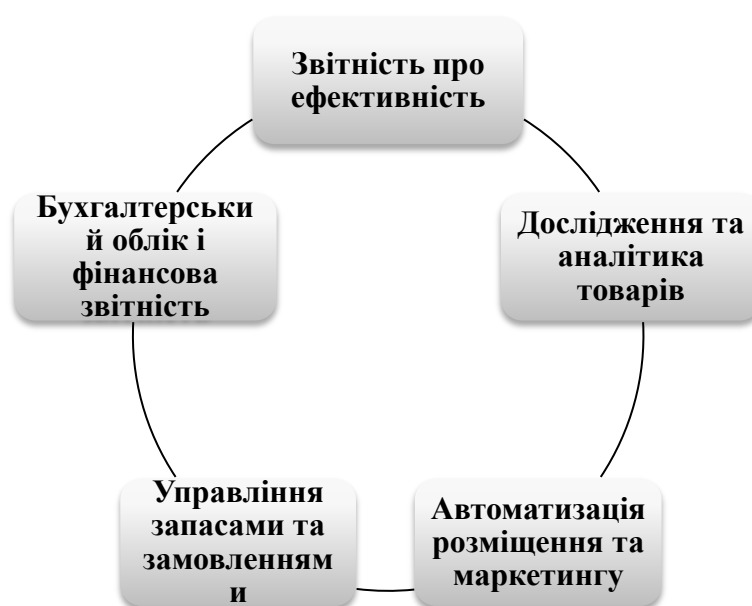 Звітність про
ефективність
Дослідження та
аналітика
товарів
Автоматизація
розміщення та
маркетингу
Управління
запасами та
замовленням
и
Бухгалтерськи
й облік і
фінансова
звітність